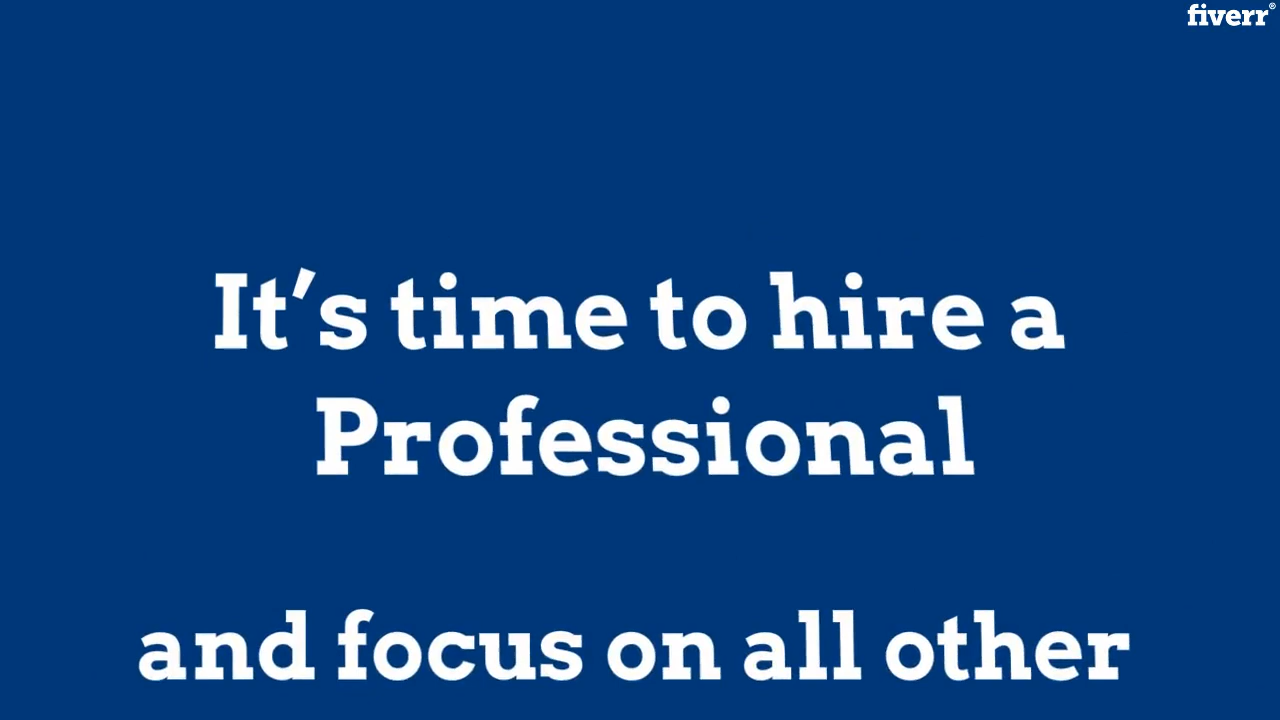 fiverr®
It's time to hire a
Professional
and focus on all other